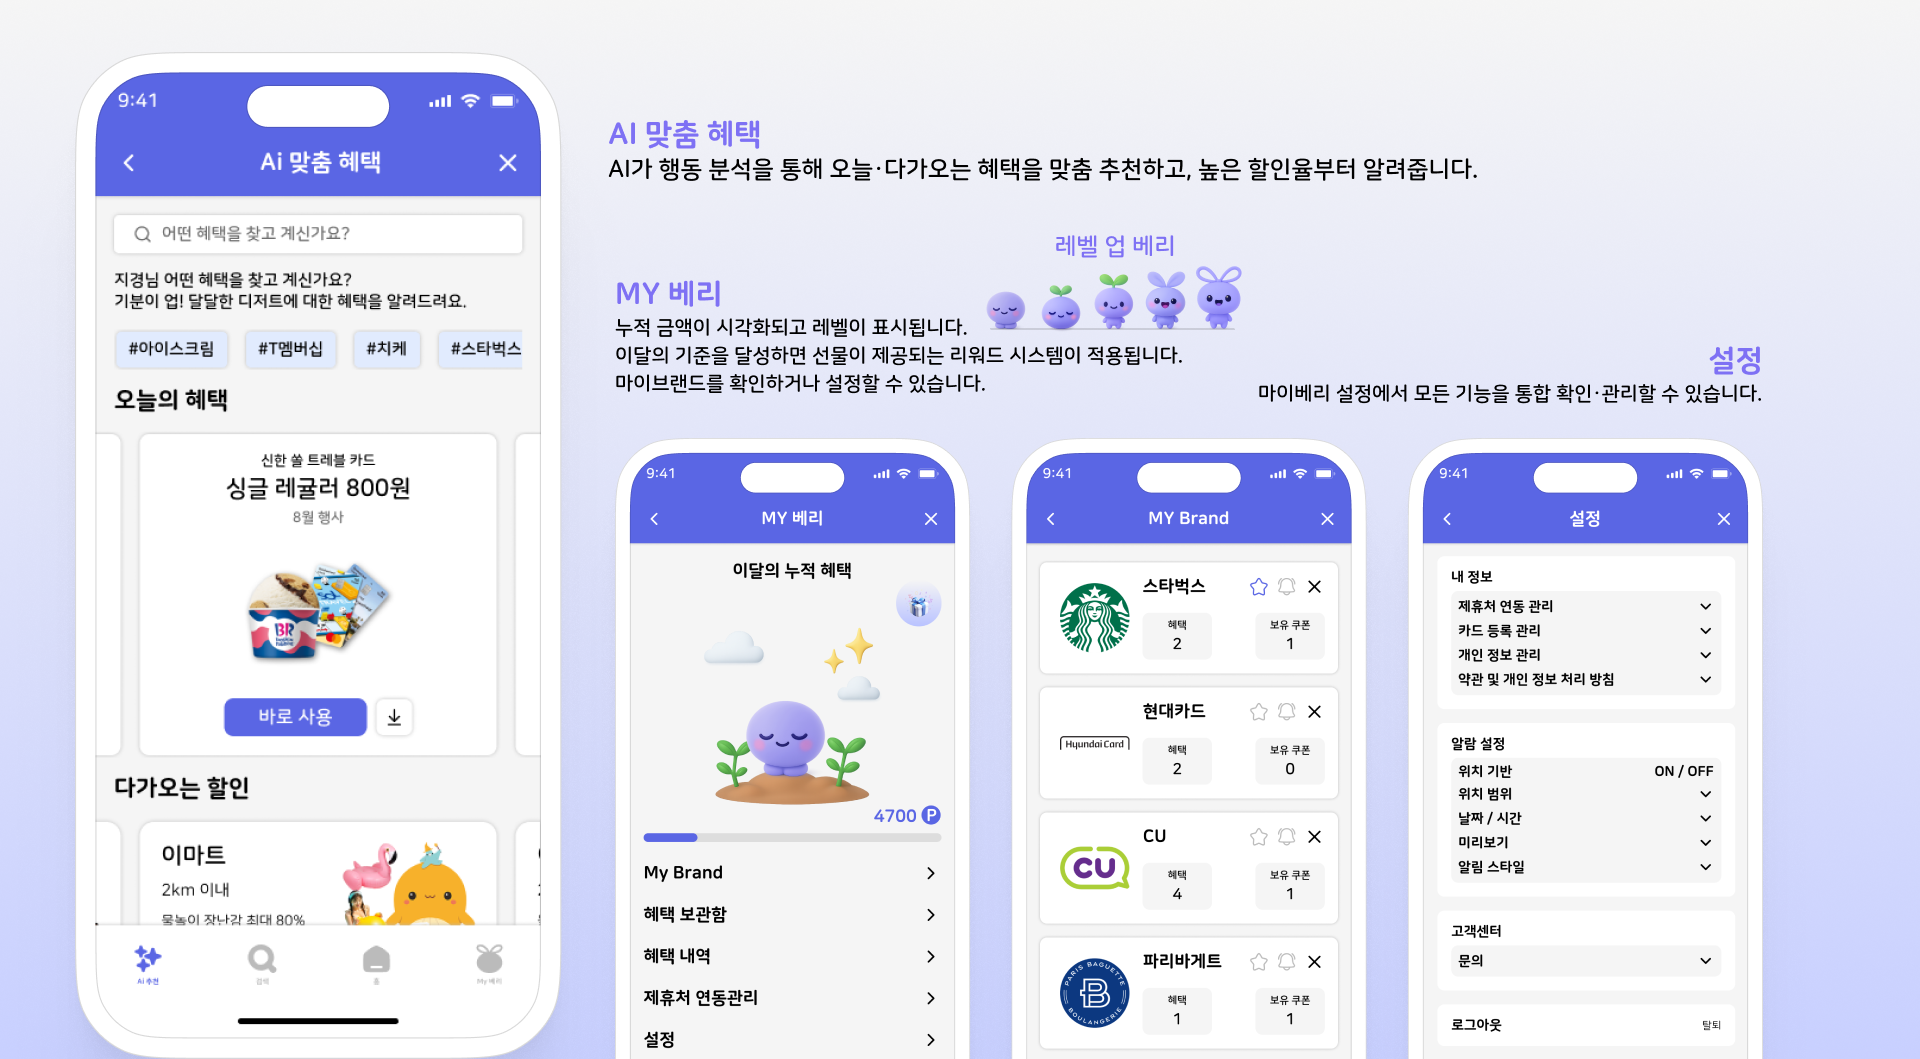 9:41
Ai 맞춤 혜택
어떤 혜택을 찾고 계신가요?
지경님 어떤 혜택을 찾고 계신가요?
기분이 업! 달달한 디저트에 대한 혜택을 알려드려요.
#아이스크림 #T멤버십 #치케 #스타벅스
오늘의 혜택
신한 쏠 트레블 카드
싱글 레귤러 800원
8월 행사
BR
바로 사용
다가오는 할인
이마트
2km 이내
물놀이 장난감 최대 80%
Ai 추천 검색 홈 My 베리
AI 맞춤 혜택
AI가 행동 분석을 통해 오늘·다가오는 혜택을 맞춤 추천하고, 높은 할인율부터 알려줍니다.
레벨 업 베리
MY 베리
누적 금액이 시각화되고 레벨이 표시됩니다.
이달의 기준을 달성하면 선물이 제공되는 리워드 시스템이 적용됩니다.
마이브랜드를 확인하거나 설정할 수 있습니다.
설정
마이베리 설정에서 모든 기능을 통합 확인·관리할 수 있습니다.
9:41
MY 베리
이달의 누적 혜택
4700 P
My Brand
혜택 보관함
혜택 내역
제휴처 연동관리
설정
9:41
MY Brand
스타벅스
혜택 보유 쿠폰
2 1
현대카드
Hyundai Card
혜택 보유 쿠폰
2 0
CU
CU
혜택 보유 쿠폰
4 1
파리바게트
PARIS BAGUETTE
B
BOULANGERIE
혜택 보유 쿠폰
1 1
9:41
설정
내 정보
제휴처 연동 관리
카드 등록 관리
개인 정보 관리
약관 및 개인 정보 처리 방침
알람 설정
위치 기반 ON / OFF
위치 범위
날짜 / 시간
미리보기
알림 스타일
고객센터
문의
로그아웃 탈퇴